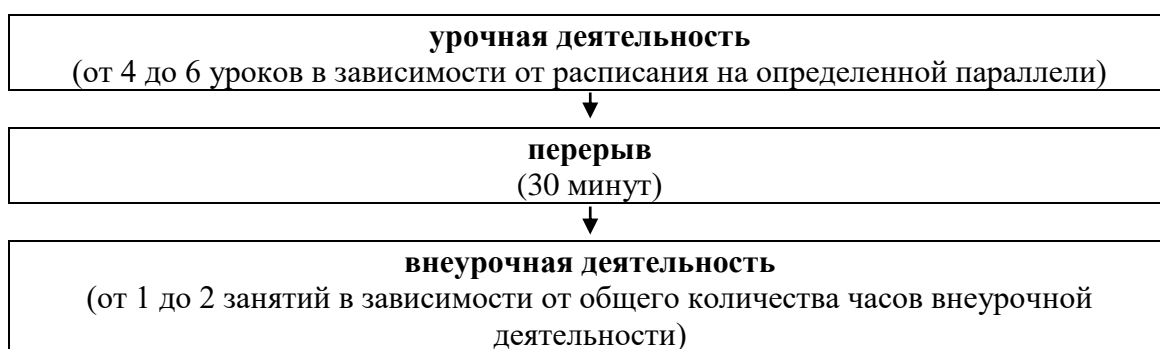 урочная деятельность
(от 4 до 6 уроков в зависимости от расписания на определенной параллели)
перерыв
(30 минут)
внеурочная деятельность
(от 1 до 2 занятий в зависимости от общего количества часов внеурочной
деятельности)